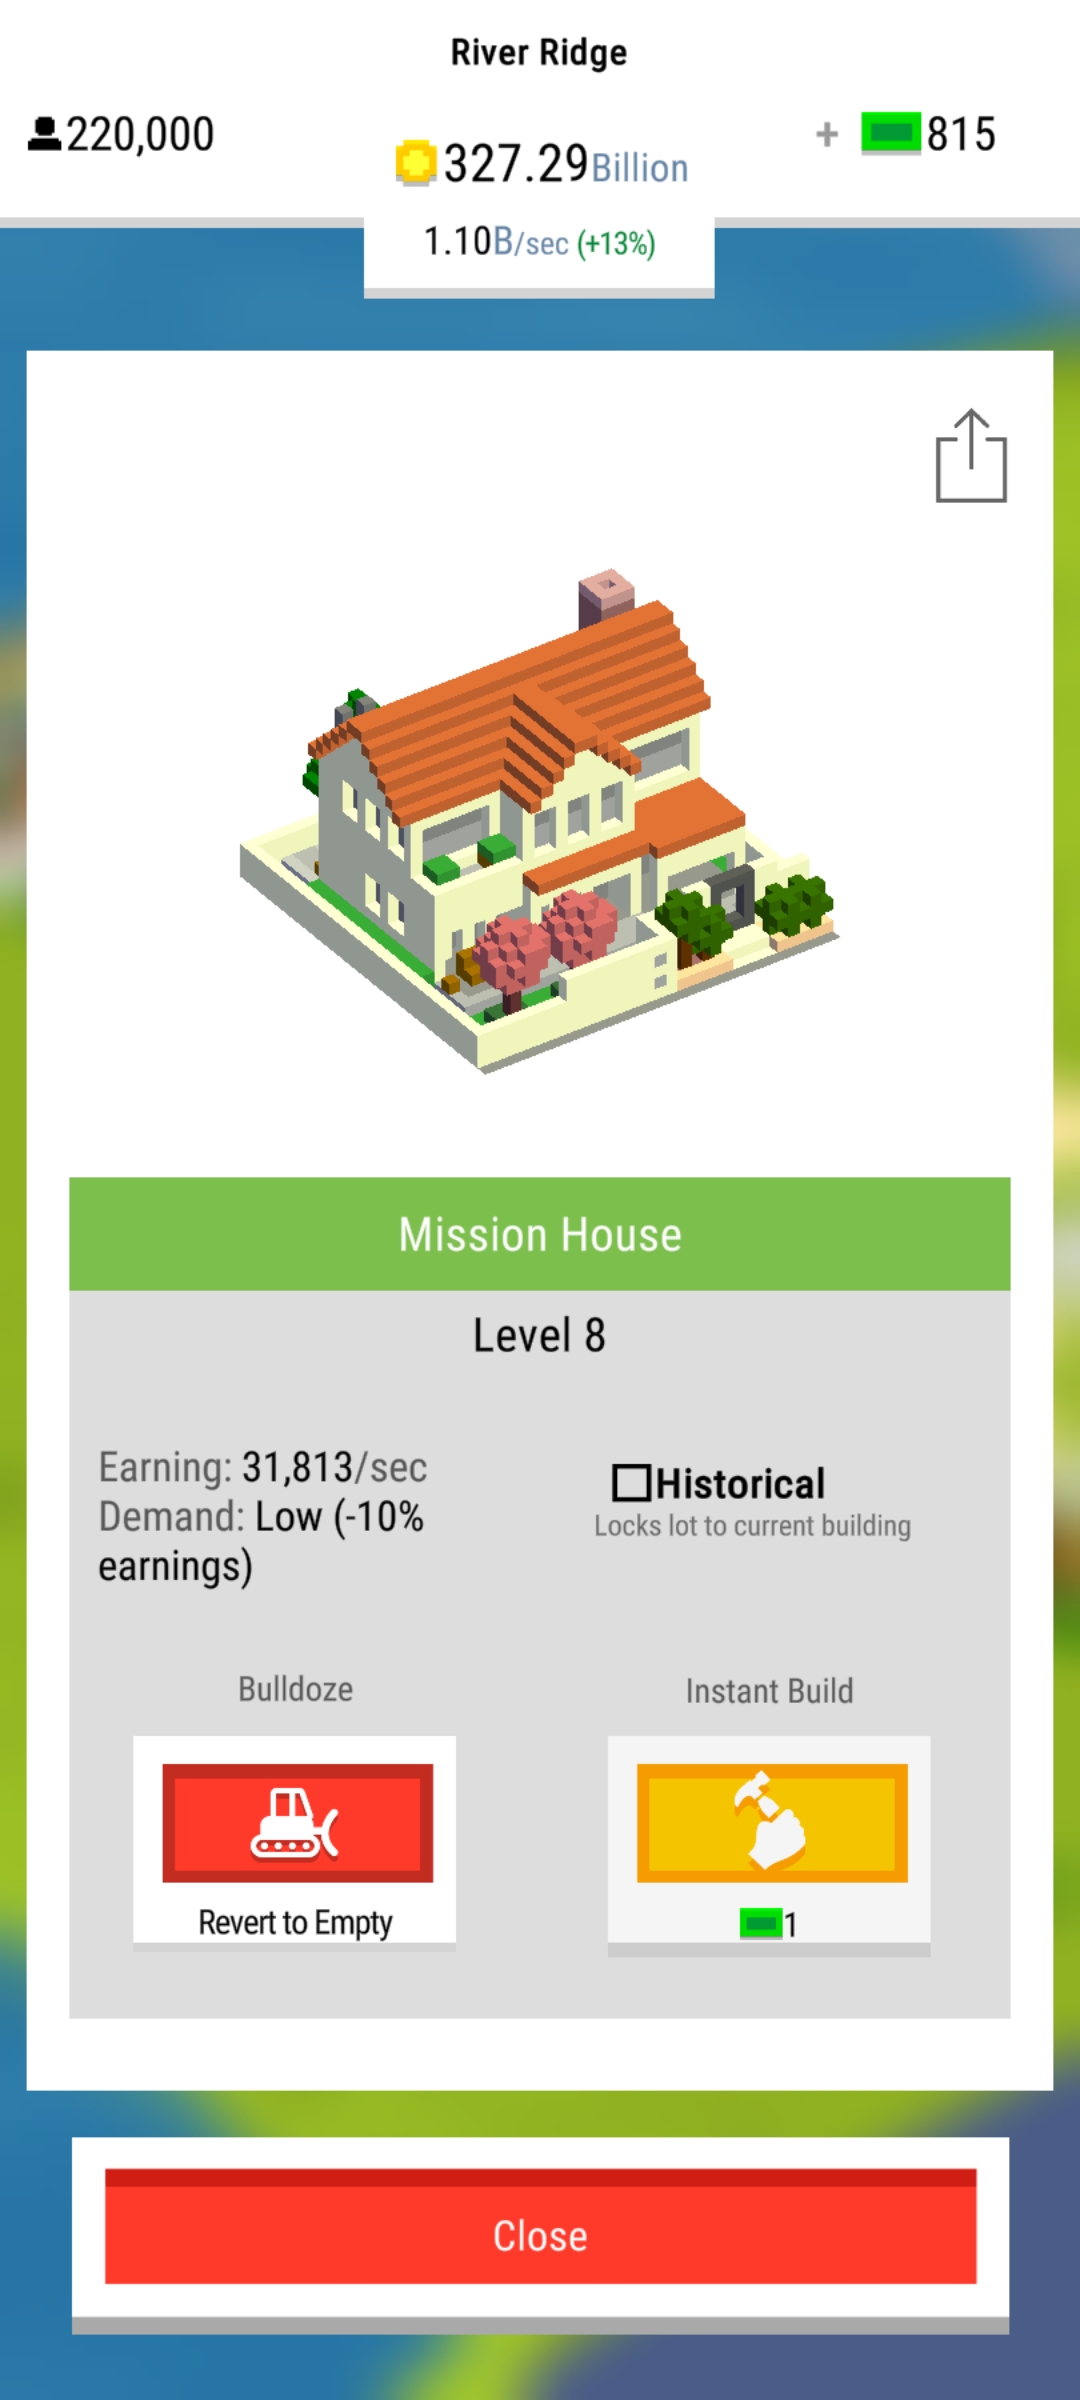 River Ridge
220,000
327.29Billion
+ 815
1.10B/sec (+13%)
Mission House
Level 8
Earning: 31,813/sec
Demand: Low (-10%
earnings)
Historical
Locks lot to current building
Bulldoze
Instant Build
Revert to Empty
1
Close